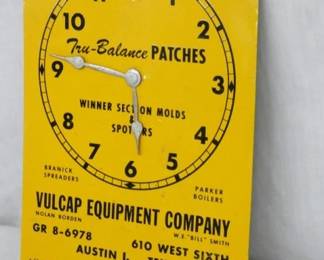 10
Tru-Balance PATCHES
9
3
WINNER SECTION MOLDS
&
SPOTTERS
8
4
7
5
6
BRANICK
SPREADERS
PARKER
BOILERS
VULCAP EQUIPMENT COMPANY
NOLAN BORDEN
W.E. "BILL" SMITH
GR 8-6978
610 WEST SIXTH
AUSTIN 1,